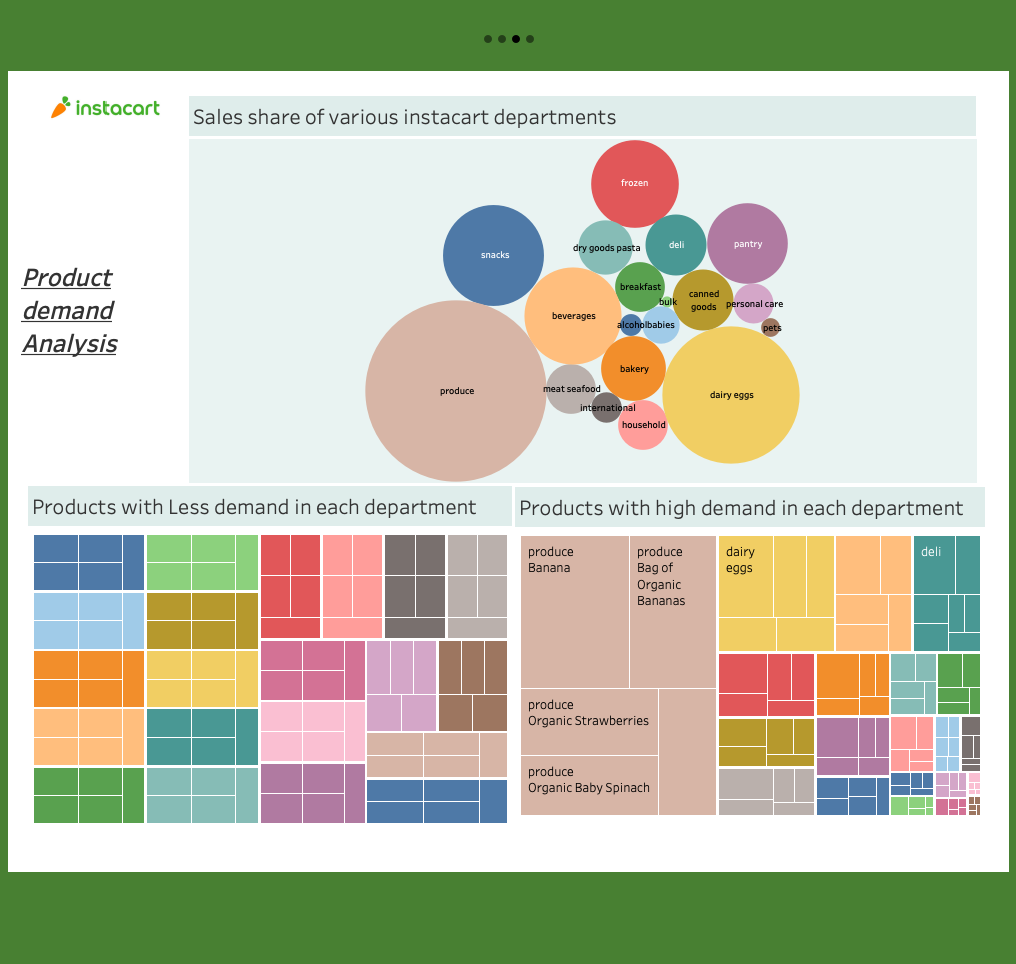 instacart
Sales share of various instacart departments
Product
demand
Analysis
frozen
snacks
dry goods pasta
deli
pantry
breakfast
bulk
canned
goods
personal care
beverages
alcohol
babies
pets
bakery
produce
meat seafood
dairy eggs
international
household
Products with Less demand in each department
Products with high demand in each department
produce
Banana
produce
Bag of
Organic
Bananas
dairy
eggs
deli
produce
Organic Strawberries
produce
Organic Baby Spinach